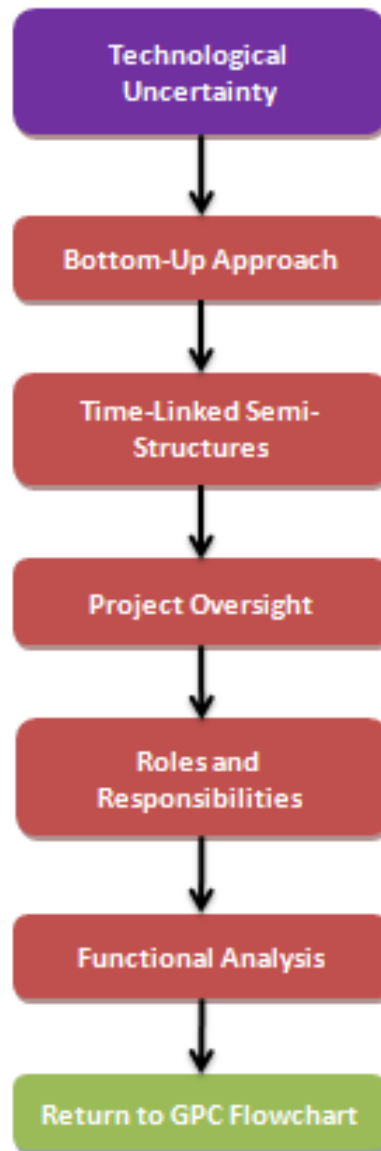 Technological
Uncertainty
Bottom-Up Approach
Time-Linked Semi-
Structures
Project Oversight
Roles and
Responsibilities
Functional Analysis
Return to GPC Flowchart